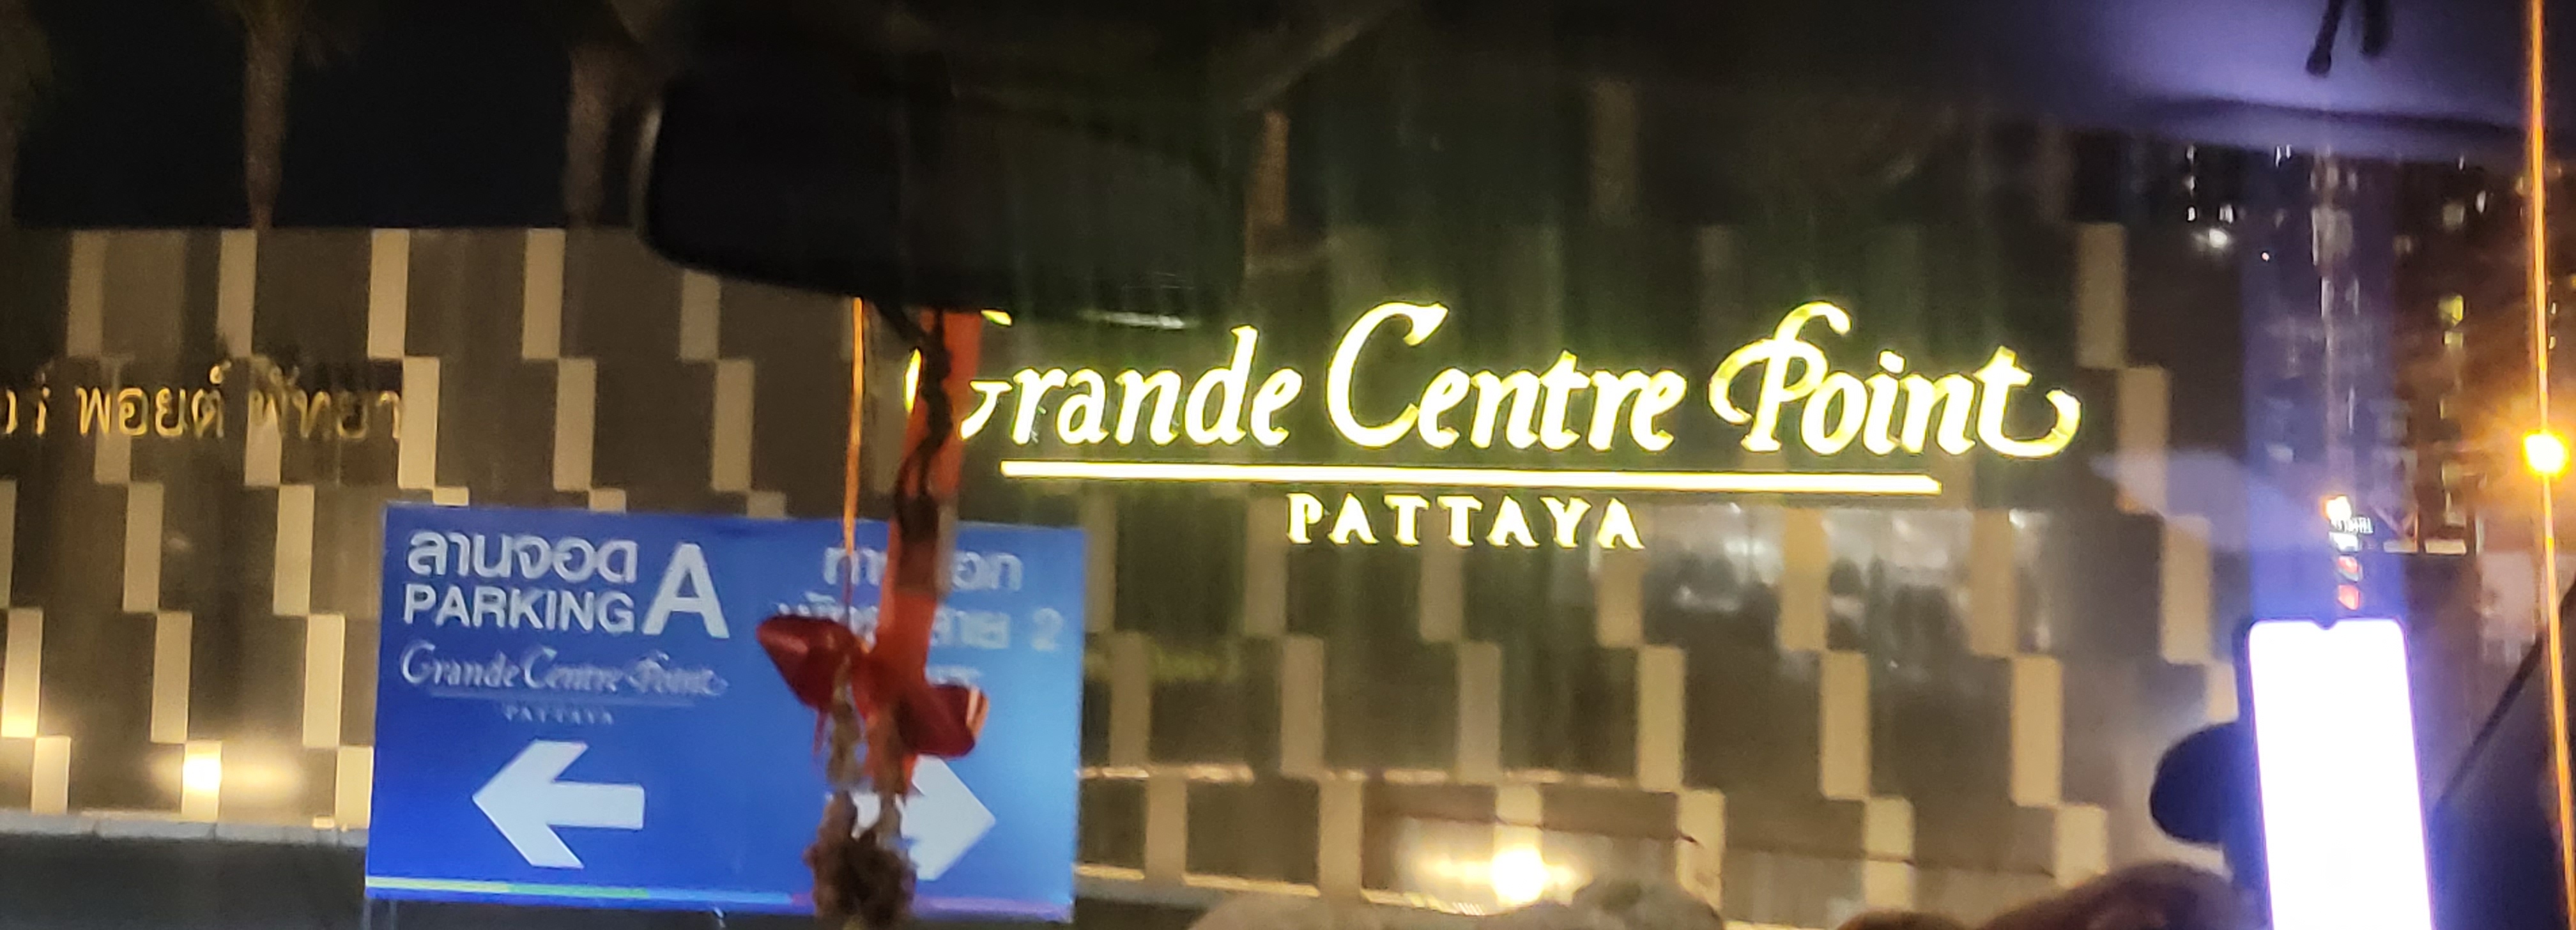 พอยต์ พัทยา
Grande Centre Point
PATTAYA
ลานจอด A
PARKING
Grande Centre Point
PATTAYA
2